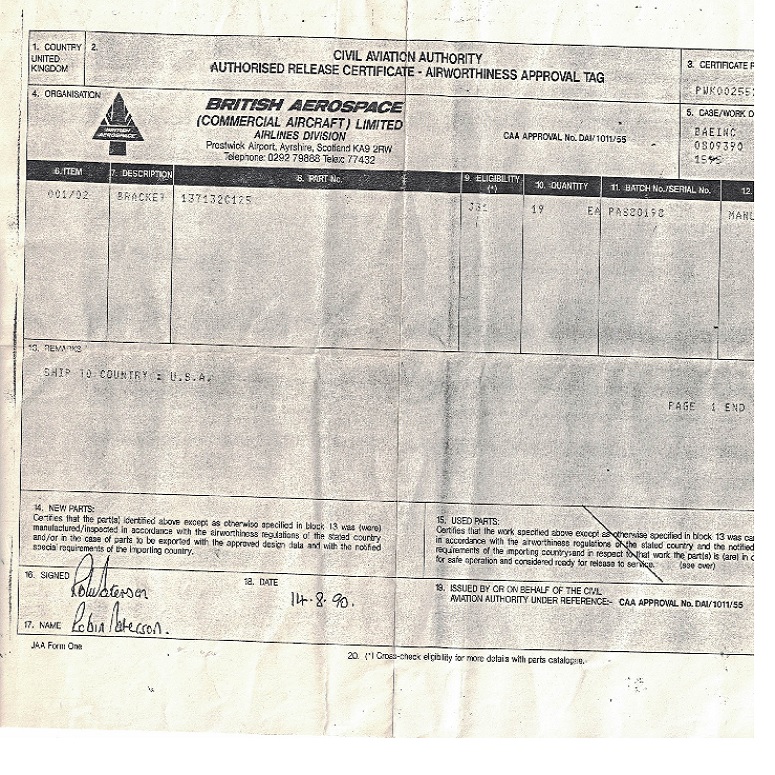 1. COUNTRY
UNITED
KINGDOM
2.
CIVIL AVIATION AUTHORITY
AUTHORISED RELEASE CERTIFICATE - AIRWORTHINESS APPROVAL TAG
3. CERTIFICATE
4. ORGANISATION
BRITISH
AEROSPACE
BRITISH AEROSPACE
(COMMERCIAL AIRCRAFT) LIMITED
AIRLINES DIVISION
Prestwick Airport, Ayrshire, Scotland KA9 2RW
Telephone: 0292 79888 Telex: 77432
CAA APPROVAL No. DAI/1011/55
5. CASE/WORK
BAEINC
0809390
6. ITEM
7. DESCRIPTION
8. PART No.
9. ELIGIBILITY
(*)
10. QUANTITY
11. BATCH No./SERIAL No.
12.
001/02
BRACKET
137132C125
19 EA
13. REMARKS
SHIP TO COUNTRY : U.S.A.
PAGE 1 END
14. NEW PARTS:
Certifies that the part(s) identified above except as otherwise specified in block 13 was (were)
manufactured/inspected in accordance with the airworthiness regulations of the stated country
and/or in the case of parts to be exported with the approved design data and with the notified
special requirements of the importing country.
15. USED PARTS:
Certifies that the work specified above except as otherwise specified in block 13 was
in accordance with the airworthiness regulations of the stated country and the notified
requirements of the importing country and in respect to that work the part(s) is (are) in
for safe operation and considered ready for release to service. (see over)
16. SIGNED
18. DATE
14.8.90.
17. NAME Robin Paterson.
19. ISSUED BY OR ON BEHALF OF THE CIVIL
AVIATION AUTHORITY UNDER REFERENCE:- CAA APPROVAL No. DAI/1011/55
JAA Form One
20. (*) Cross-check eligibility for more details with parts catalogue.